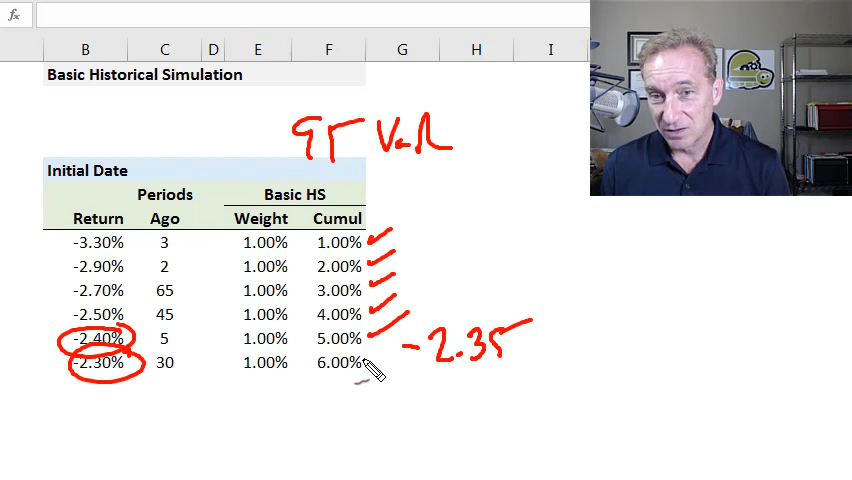 fx
B C D E F G H I
Basic Historical Simulation
95 VaR
Initial Date
Periods Basic HS
Return Ago Weight Cumul
-3.30% 3 1.00% 1.00%
-2.90% 2 1.00% 2.00%
-2.70% 65 1.00% 3.00%
-2.50% 45 1.00% 4.00%
-2.40% 5 1.00% 5.00%
-2.35
-2.30% 30 1.00% 6.00%